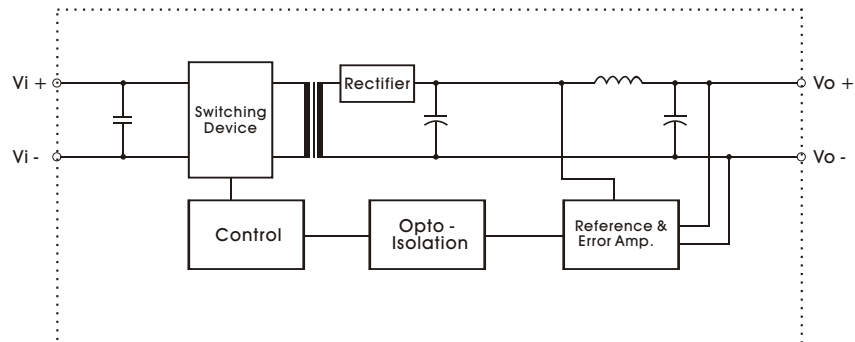 Vi +
Rectifier
Vo +
Switching
Device
Vi -
Vo -
Control
Opto -
Isolation
Reference &
Error Amp.